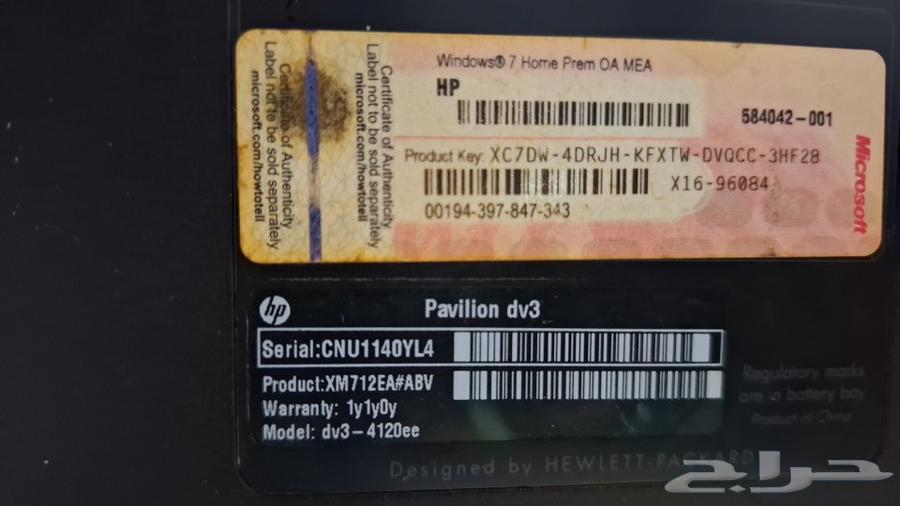 Certificate of Authenticity
Label not to be sold separately
microsoft.com/howtotell
Certificate of Authenticity
Label not to be sold separately
microsoft.com/howtotell
Windows® 7 Home Prem OA MEA
HP
584042-001
Product Key: XC7DW-4DRJH-KFXTW-DVQCC-3HF28
X16-96084
00194-397-847-343
Microsoft
hp
Pavilion dv3
Serial:CNU1140YL4
Product:XM712EA#ABV
Warranty: 1y1y0y
Model: dv3-4120ee
Regulatory marks
are in battery bay
Product of China
Designed by HEWLETT-PACKARD
حراج